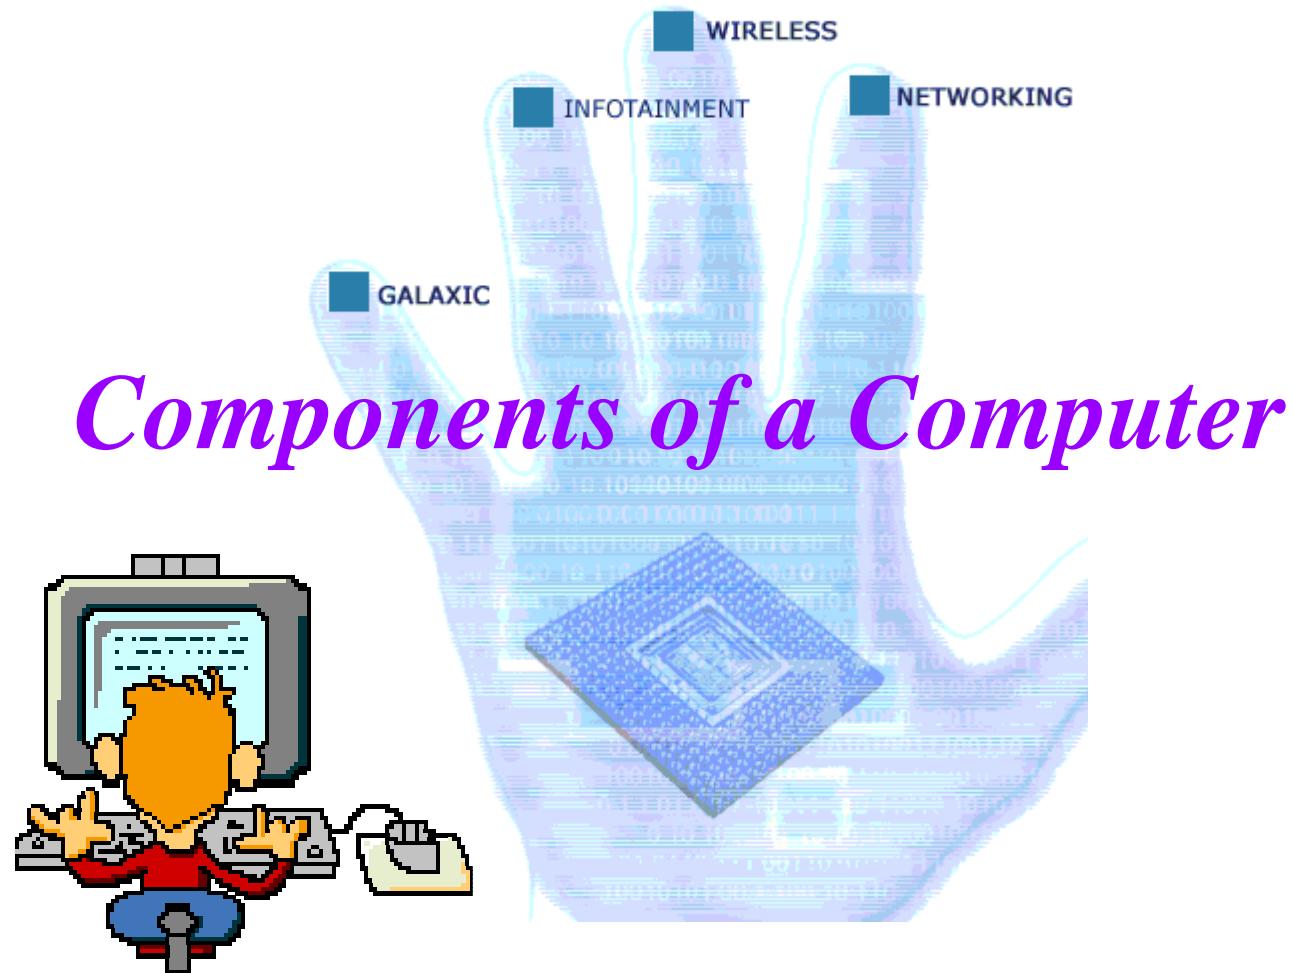 WIRELESS
INFOTAINMENT
NETWORKING
GALAXIC
Components of a Computer